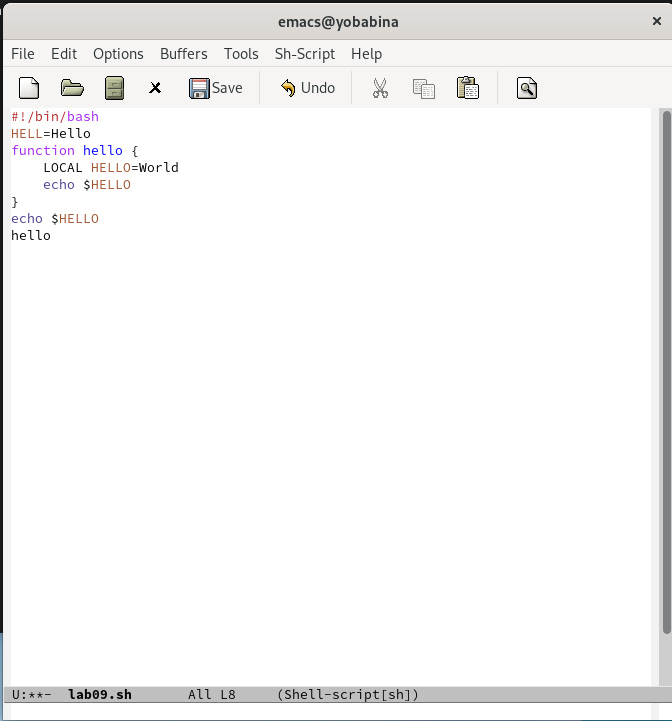 emacs@yobabina ×
File Edit Options Buffers Tools Sh-Script Help
Save Undo
#!/bin/bash
HELL=Hello
function hello {
    LOCAL HELLO=World
    echo $HELLO
}
echo $HELLO
hello
U:**- lab09.sh All L8 (Shell-script[sh])